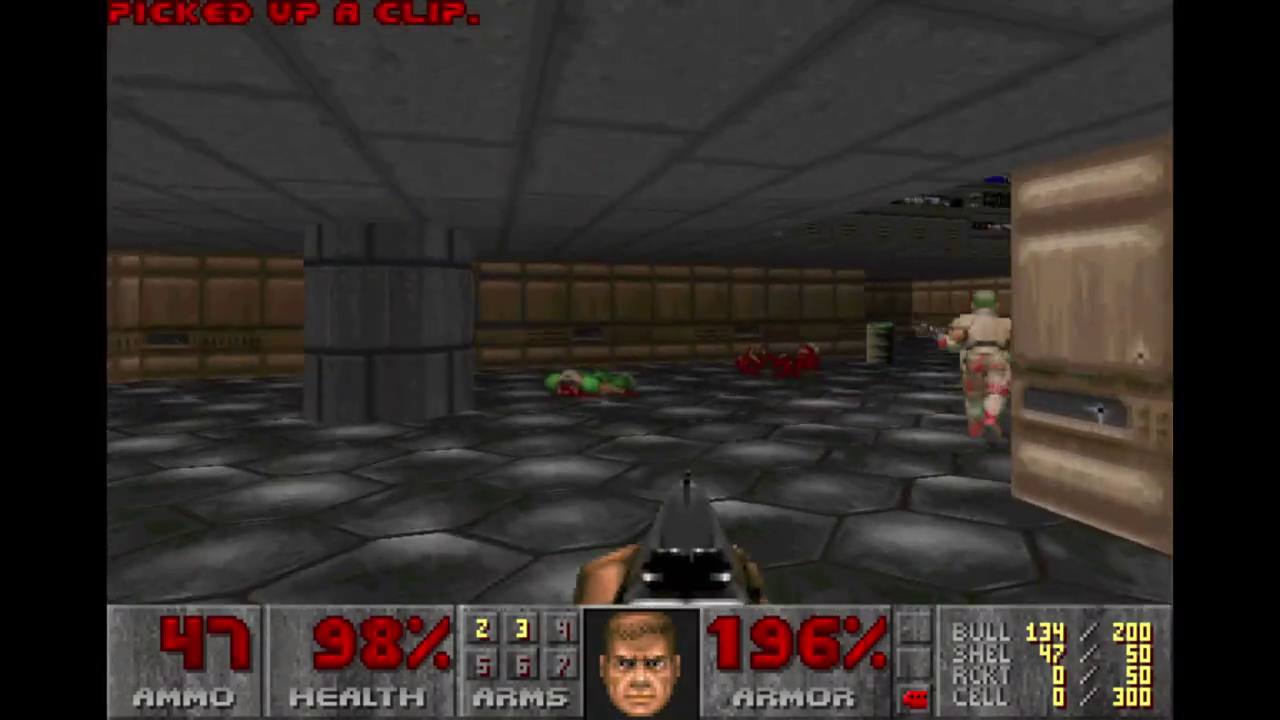 PICKED UP A CLIP.
47 98% 2 3 4 196% BULL 134 / 200
SHEL 47 / 50
5 6 7 RCKT 0 / 50
AMMO HEALTH ARMS ARMOR CELL 0 / 300